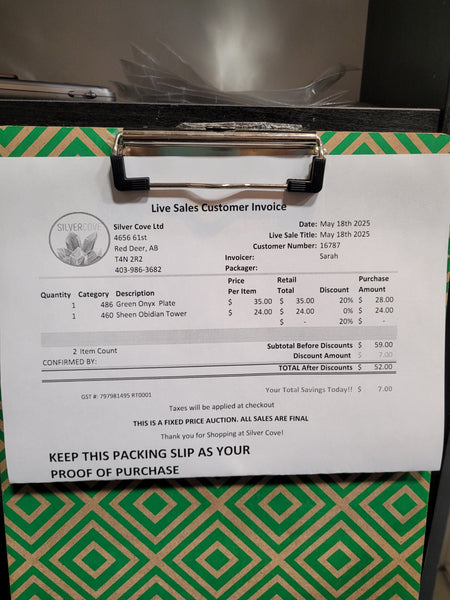 Live Sales Customer Invoice
SILVERCOVE
Silver Cove Ltd
4656 61st
Red Deer, AB
T4N 2R2
403-986-3682
Date: May 18th 2025
Live Sale Title: May 18th 2025
Customer Number: 16787
Invoicer: Sarah
Packager:
Quantity Category Description Price Per Item Retail Total Discount Purchase Amount
1 486 Green Onyx Plate $ 35.00 $ 35.00 20% $ 28.00
1 460 Sheen Obidian Tower $ 24.00 $ 24.00 0% $ 24.00
$ - 20% $ -
2 Item Count
Subtotal Before Discounts $ 59.00
Discount Amount $ 7.00
CONFIRMED BY:
TOTAL After Discounts $ 52.00
GST #: 797981495 RT0001
Your Total Savings Today!! $ 7.00
Taxes will be applied at checkout
THIS IS A FIXED PRICE AUCTION. ALL SALES ARE FINAL
Thank you for Shopping at Silver Cove!
KEEP THIS PACKING SLIP AS YOUR
PROOF OF PURCHASE